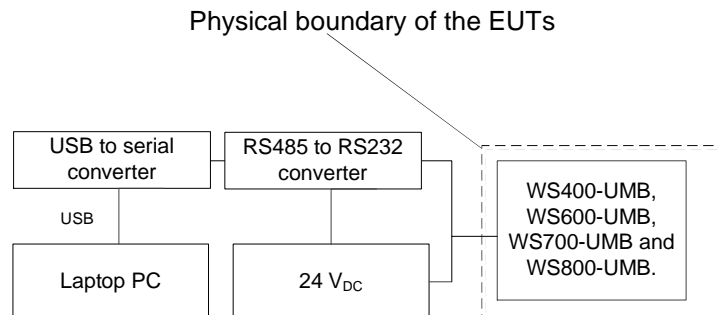 Physical boundary of the EUTs
USB to serial
converter
RS485 to RS232
converter
WS400-UMB,
WS600-UMB,
WS700-UMB and
WS800-UMB.
USB
Laptop PC
24 VDC